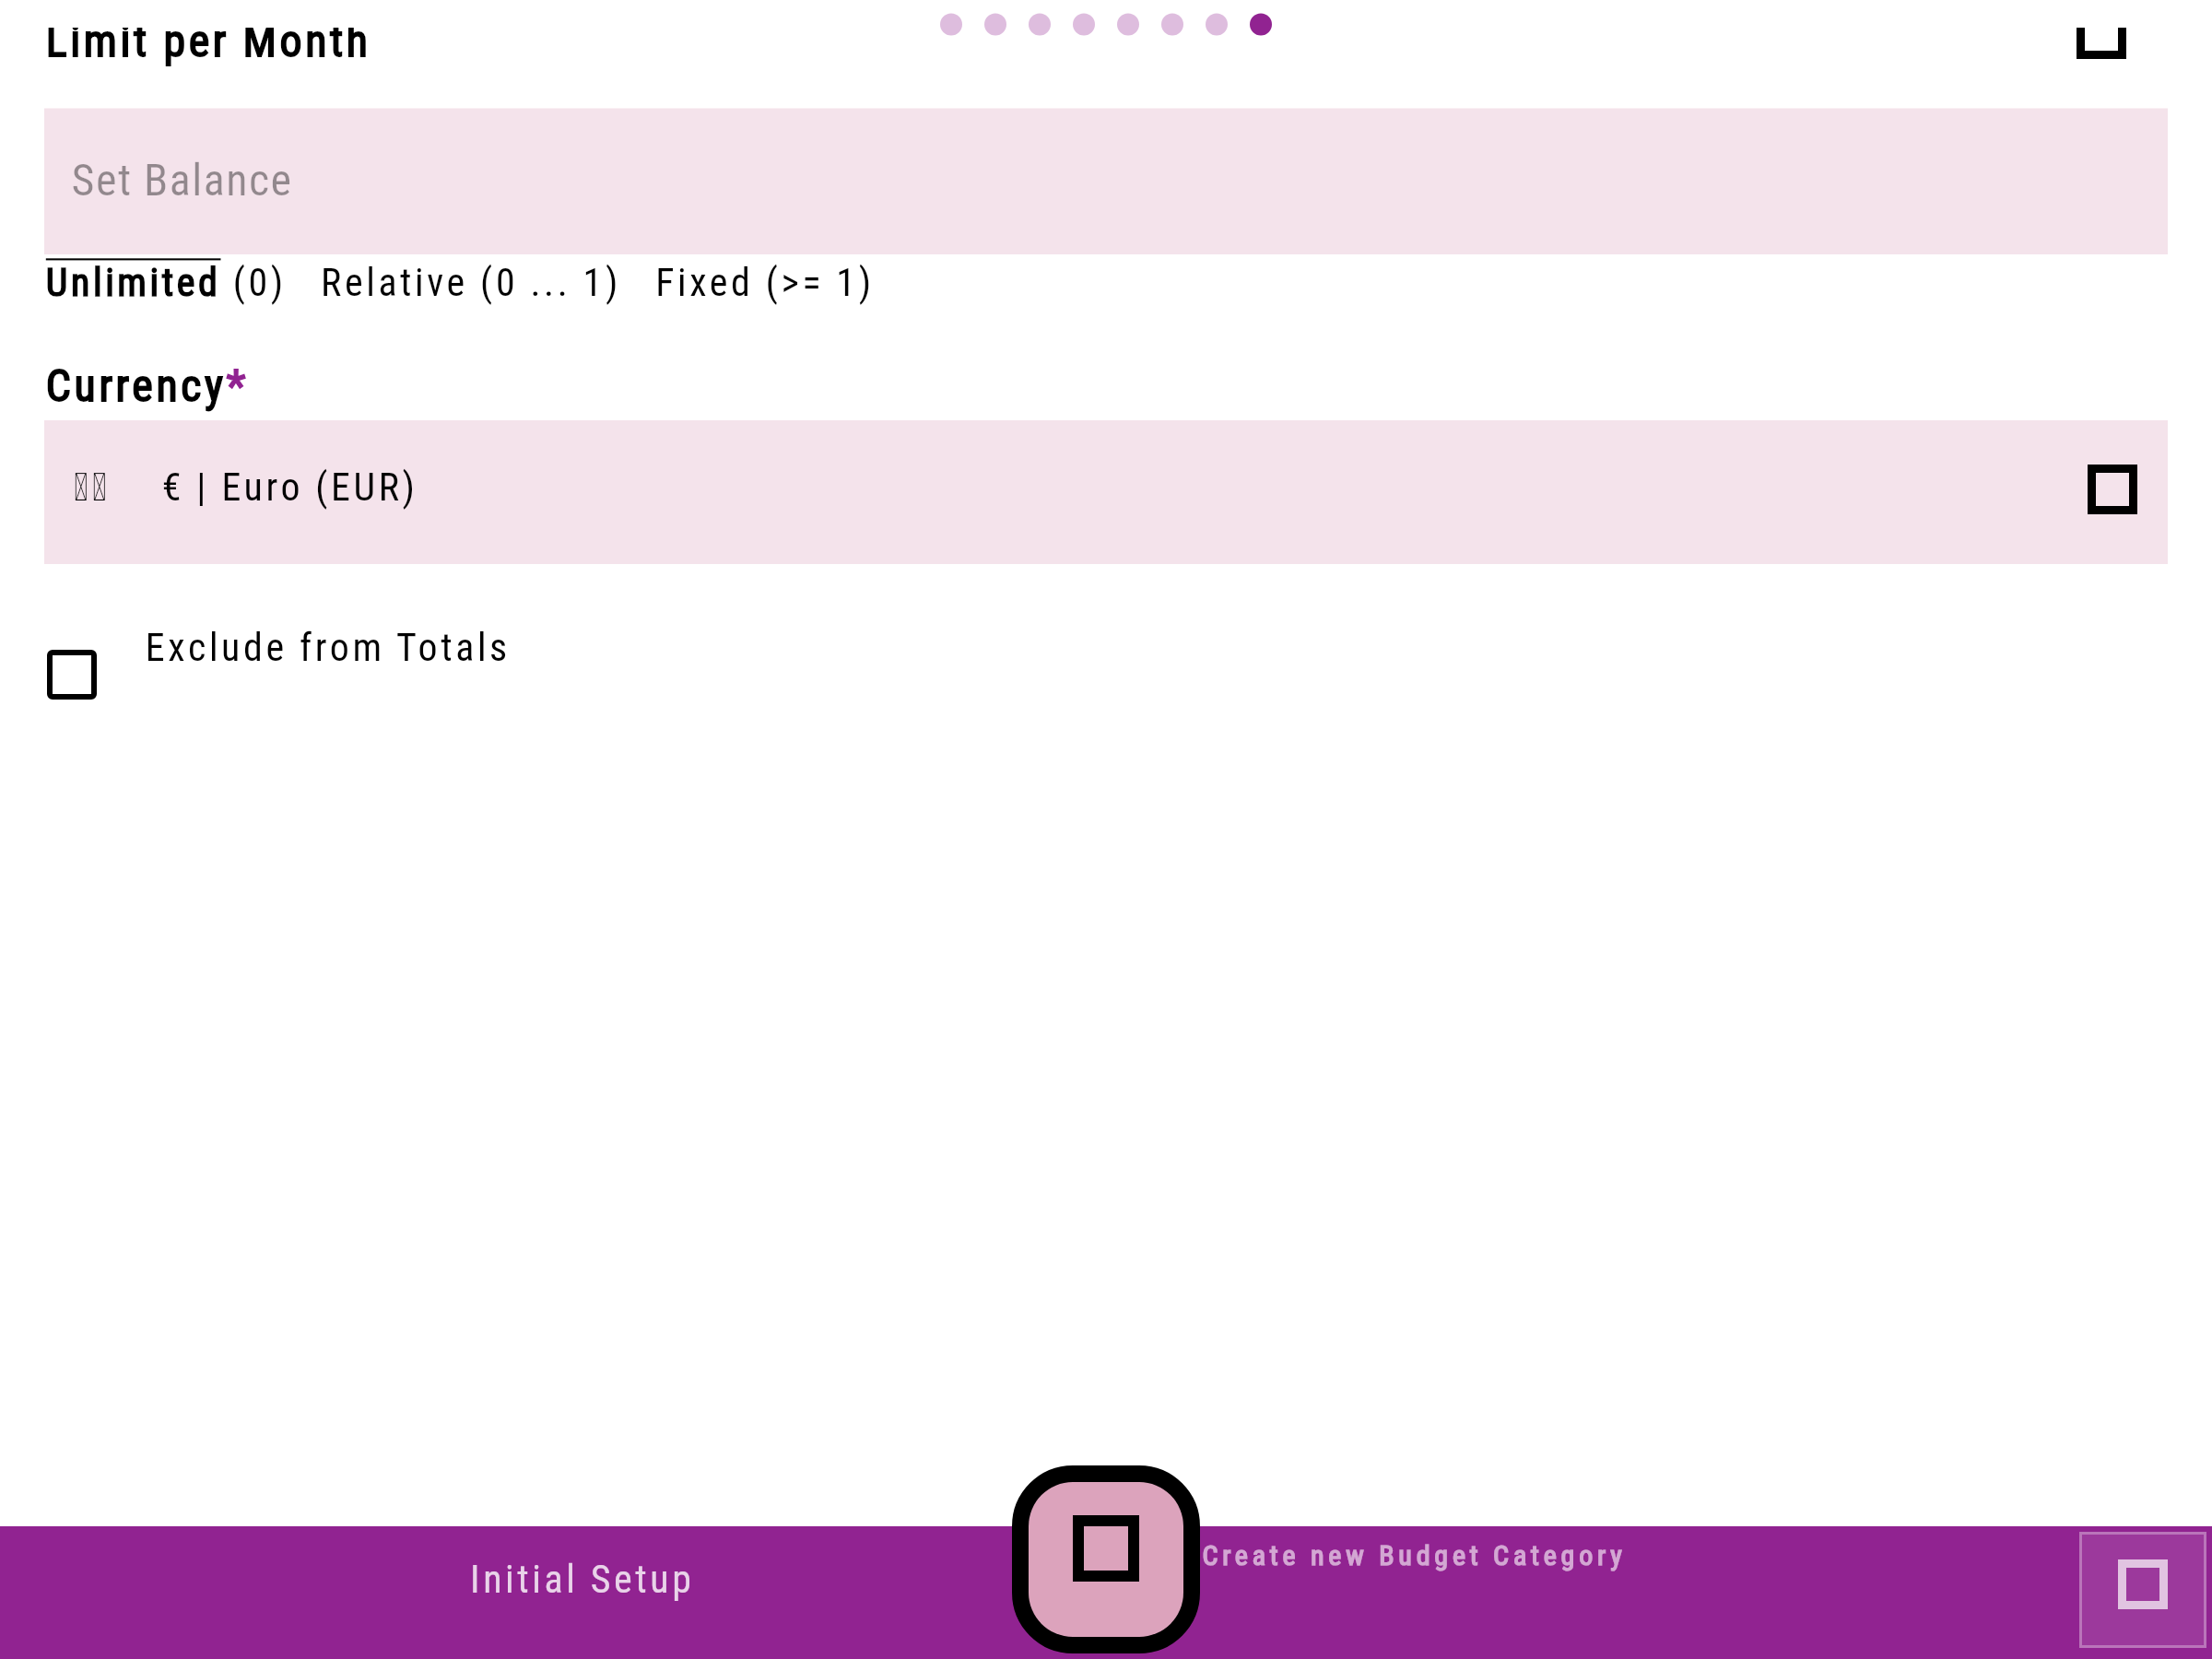 Limit per Month
Set Balance
Unlimited (0) Relative (0 ... 1) Fixed (>= 1)
Currency*
€ | Euro (EUR)
Exclude from Totals
Initial Setup
Create new Budget Category